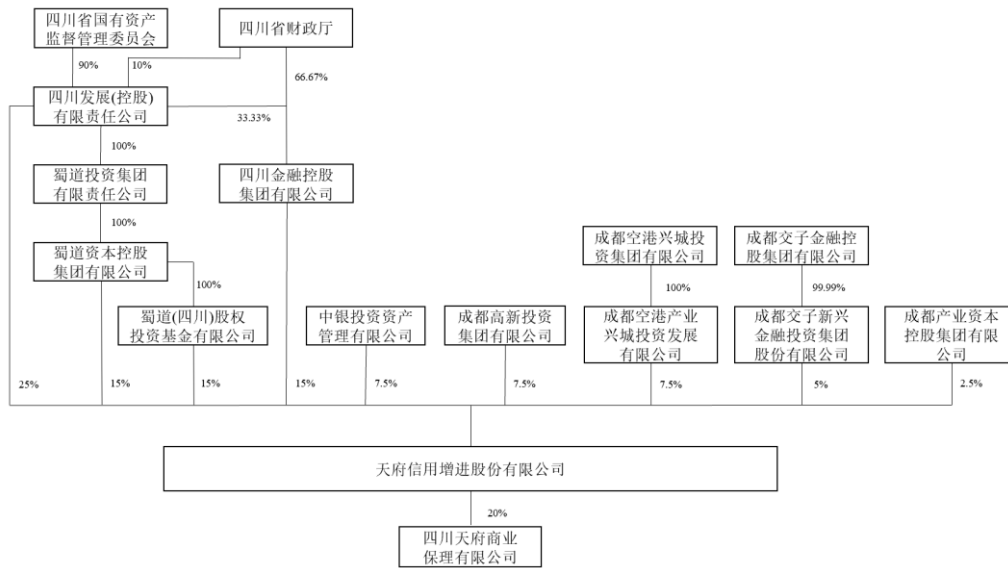 四川省国有资产
监督管理委员会
四川省财政厅
90%
10%
66.67%
四川发展(控股)
有限责任公司
33.33%
100%
蜀道投资集团
有限责任公司
四川金融控股
集团有限公司
100%
蜀道资本控股
集团有限公司
成都空港兴城投
资集团有限公司
成都交子金融控
股集团有限公司
100%
100%
99.99%
蜀道(四川)股权
投资基金有限公司
中银投资资产
管理有限公司
成都高新投资
集团有限公司
成都空港产业
兴城投资发展
有限公司
成都交子新兴
金融投资集团
股份有限公司
成都产业资本
控股集团有限
公司
25%
15%
15%
15%
7.5%
7.5%
7.5%
5%
2.5%
天府信用增进股份有限公司
20%
四川天府商业
保理有限公司